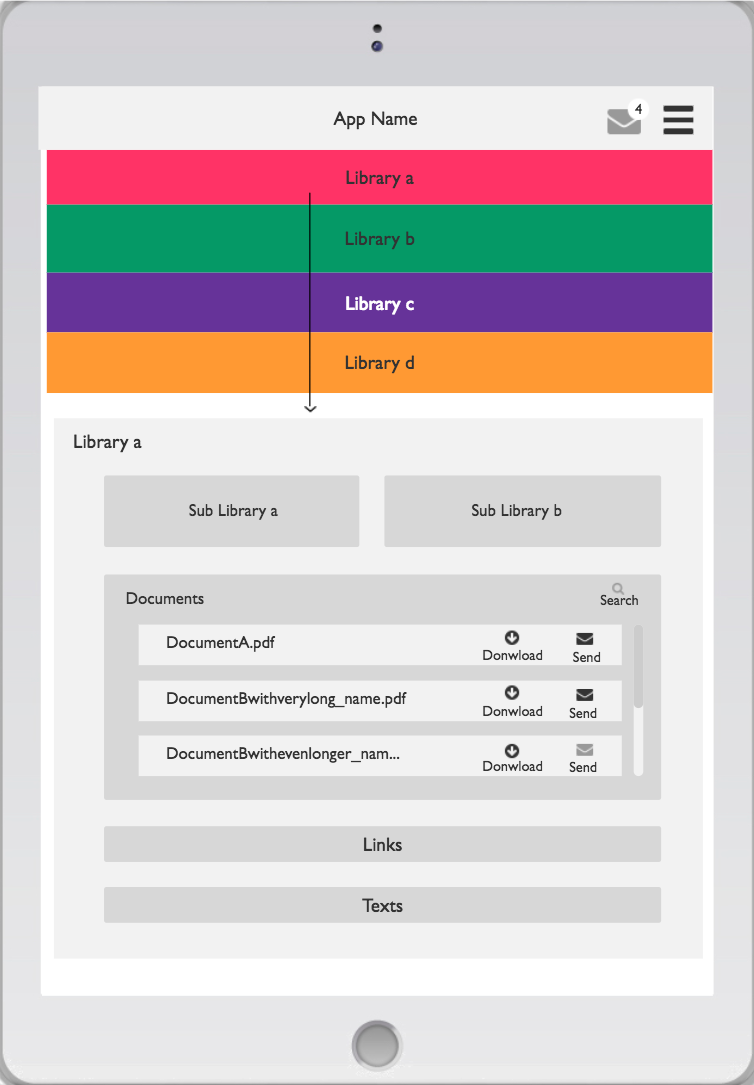 App Name
4
Library a
Library b
Library c
Library d
Library a
Sub Library a
Sub Library b
Documents
Search
DocumentA.pdf
Donwload
Send
DocumentBwithverylong_name.pdf
Donwload
Send
DocumentBwithevenlonger_nam...
Donwload
Send
Links
Texts